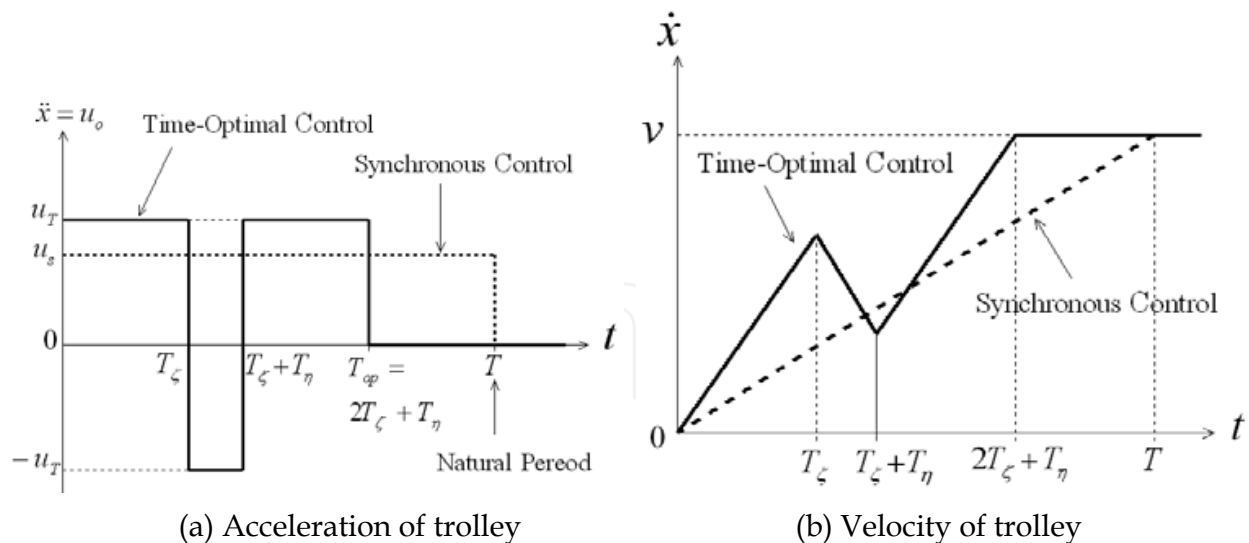 ẍ = u_o
Time-Optimal Control
Synchronous Control
u_T
u_s
0
t
T_ζ
T_ζ + T_η
T_op =
2T_ζ + T_η
T
-u_T
Natural Pereod
(a) Acceleration of trolley
ẋ
v
Time-Optimal Control
Synchronous Control
0
t
T_ζ
T_ζ + T_η
2T_ζ + T_η
T
(b) Velocity of trolley